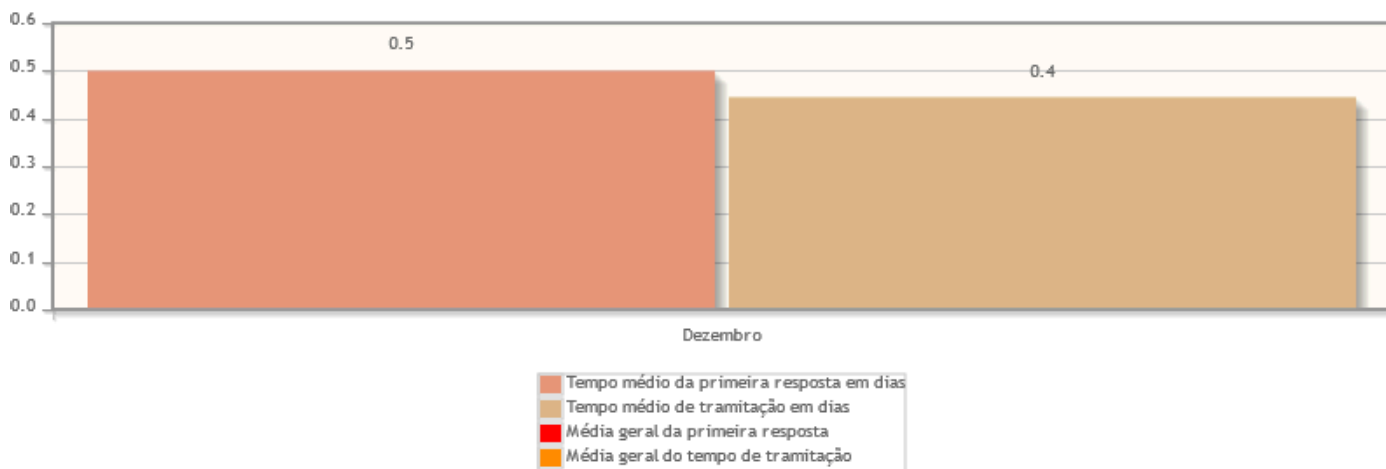 0.6
0.5
0.5
0.4
0.4
0.3
0.2
0.1
0.0
Dezembro
Tempo médio da primeira resposta em dias
Tempo médio de tramitação em dias
Média geral da primeira resposta
Média geral do tempo de tramitação